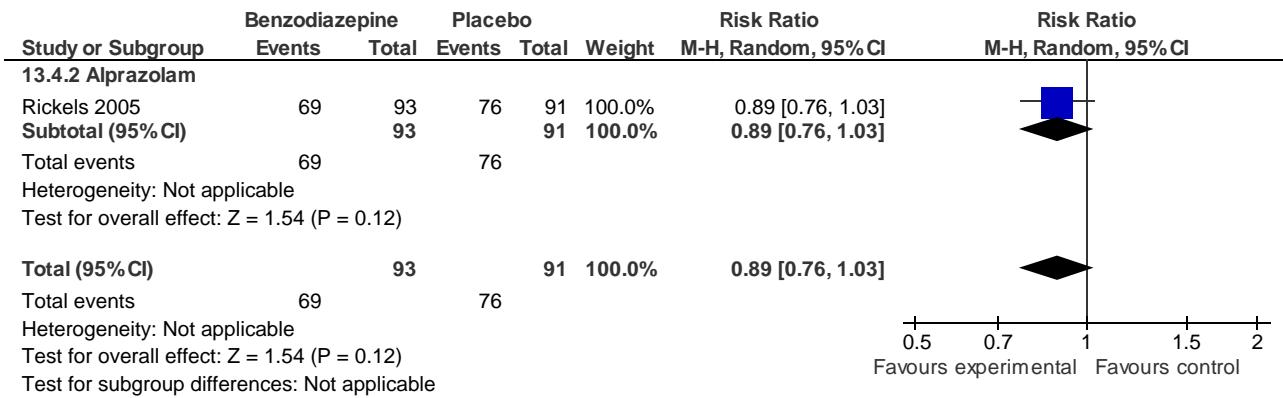 Benzodiazepine Placebo Risk Ratio Risk Ratio
Study or Subgroup Events Total Events Total Weight M-H, Random, 95% CI M-H, Random, 95% CI
13.4.2 Alprazolam
Rickels 2005 69 93 76 91 100.0% 0.89 [0.76, 1.03]
Subtotal (95% CI) 93 91 100.0% 0.89 [0.76, 1.03]
Total events 69 76
Heterogeneity: Not applicable
Test for overall effect: Z = 1.54 (P = 0.12)
Total (95% CI) 93 91 100.0% 0.89 [0.76, 1.03]
Total events 69 76
Heterogeneity: Not applicable
Test for overall effect: Z = 1.54 (P = 0.12)
Test for subgroup differences: Not applicable
0.5 0.7 1 1.5 2
Favours experimental Favours control